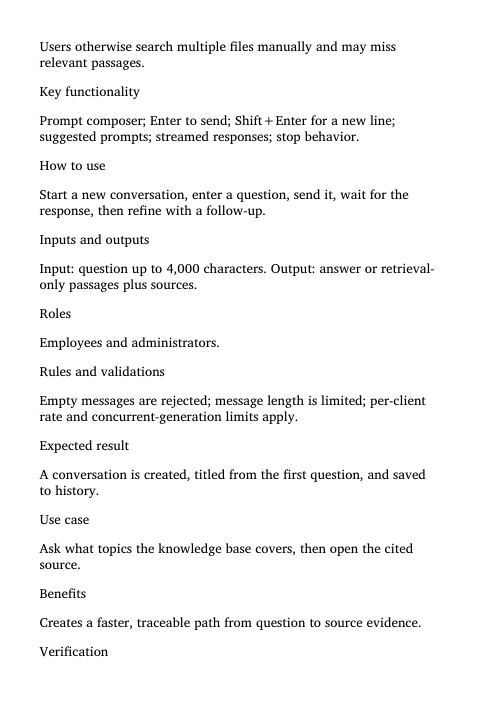 Users otherwise search multiple files manually and may miss
relevant passages.
Key functionality
Prompt composer; Enter to send; Shift+Enter for a new line;
suggested prompts; streamed responses; stop behavior.
How to use
Start a new conversation, enter a question, send it, wait for the
response, then refine with a follow-up.
Inputs and outputs
Input: question up to 4,000 characters. Output: answer or retrieval-
only passages plus sources.
Roles
Employees and administrators.
Rules and validations
Empty messages are rejected; message length is limited; per-client
rate and concurrent-generation limits apply.
Expected result
A conversation is created, titled from the first question, and saved
to history.
Use case
Ask what topics the knowledge base covers, then open the cited
source.
Benefits
Creates a faster, traceable path from question to source evidence.
Verification